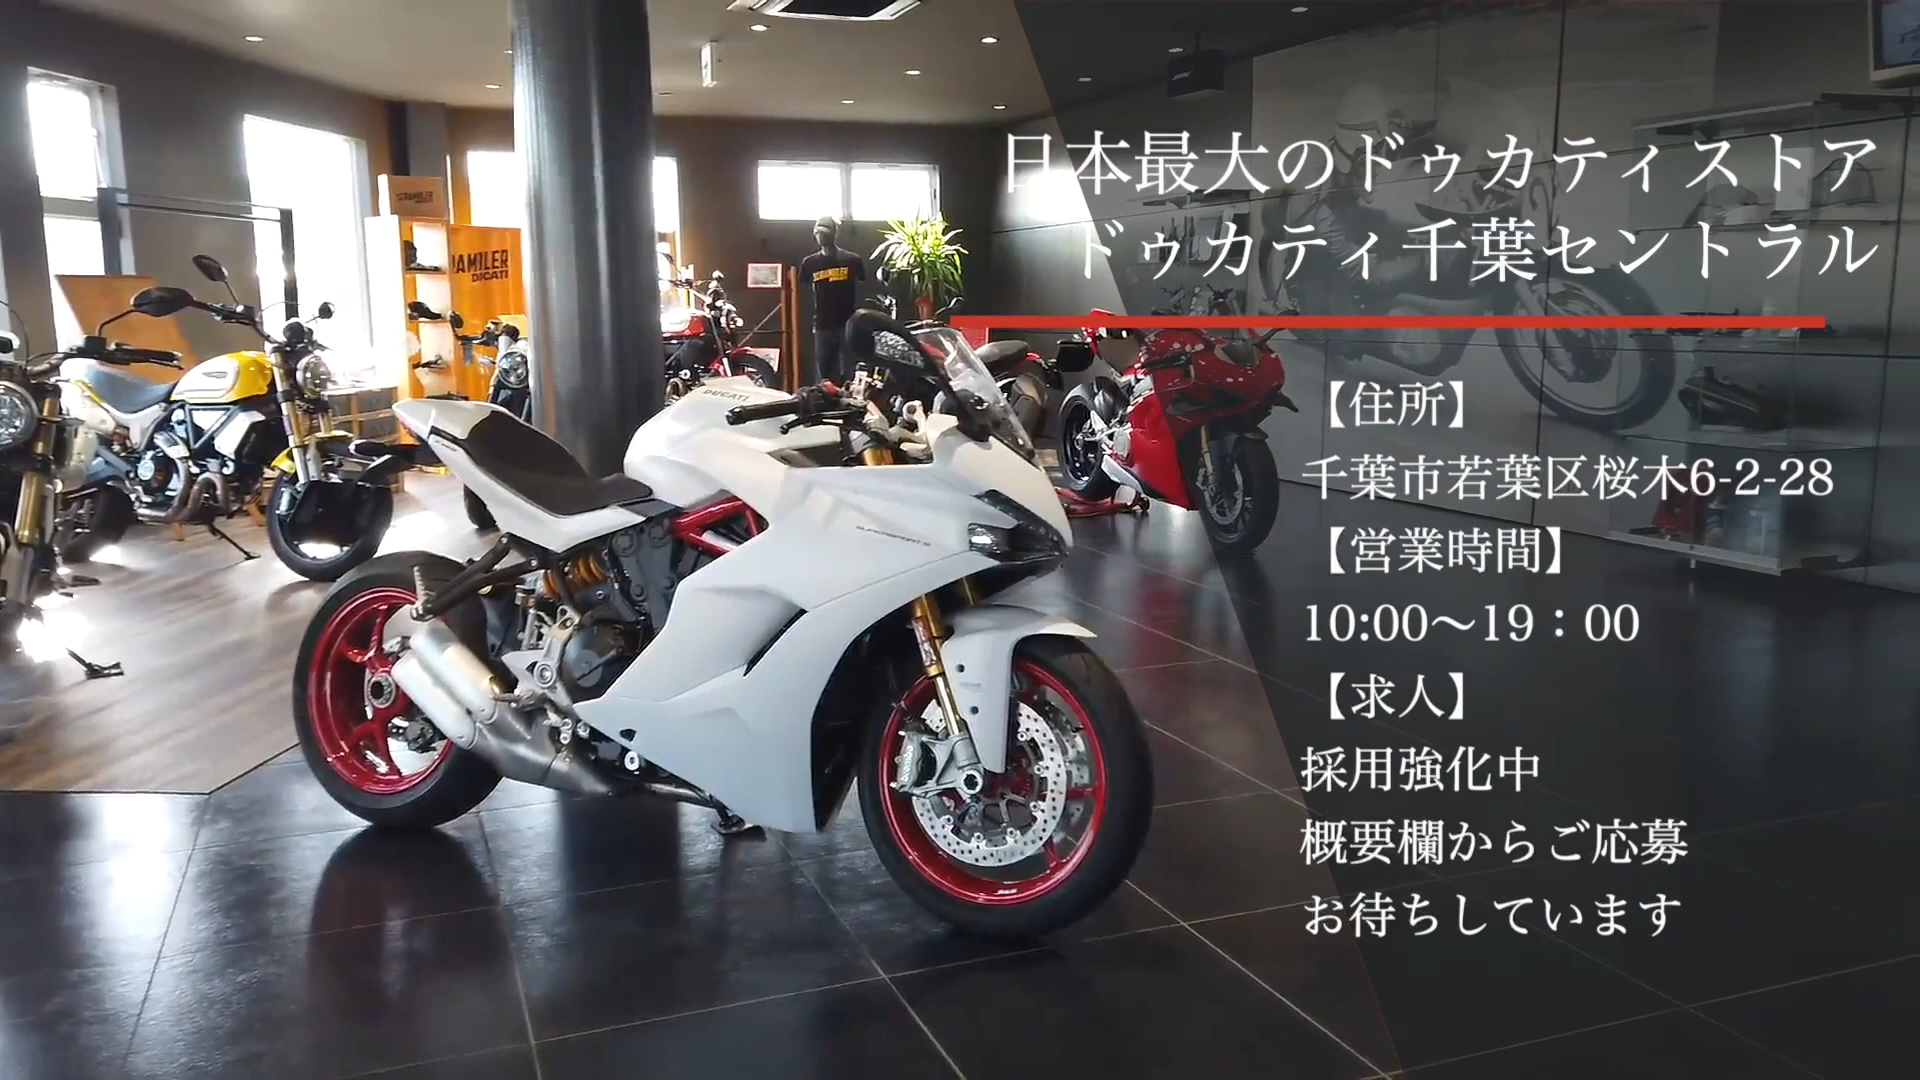 日本最大のドゥカティストア
ドゥカティ千葉セントラル
【住所】
千葉市若葉区桜木6-2-28
【営業時間】
10:00～19：00
【求人】
採用強化中
概要欄からご応募
お待ちしています
SCRAMBLER
DUCATI
SCRAMBLER
DUCATI
SUPERSPORT S